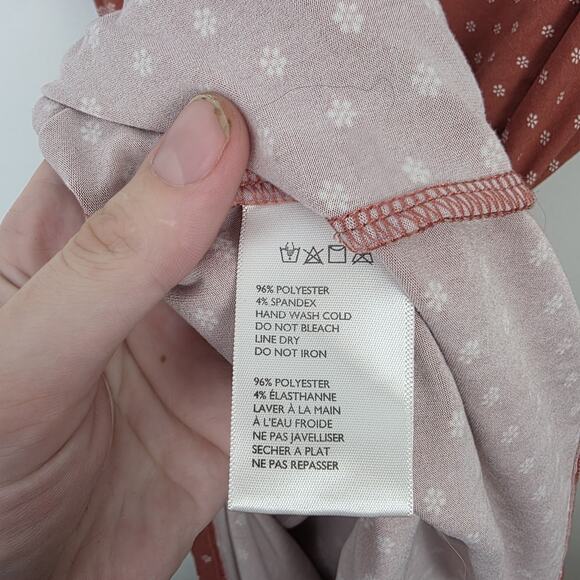 96% POLYESTER
4% SPANDEX
HAND WASH COLD
DO NOT BLEACH
LINE DRY
DO NOT IRON
96% POLYESTER
4% ÉLASTHANNE
LAVER À LA MAIN
À L'EAU FROIDE
NE PAS JAVELLISER
SECHER A PLAT
NE PAS REPASSER